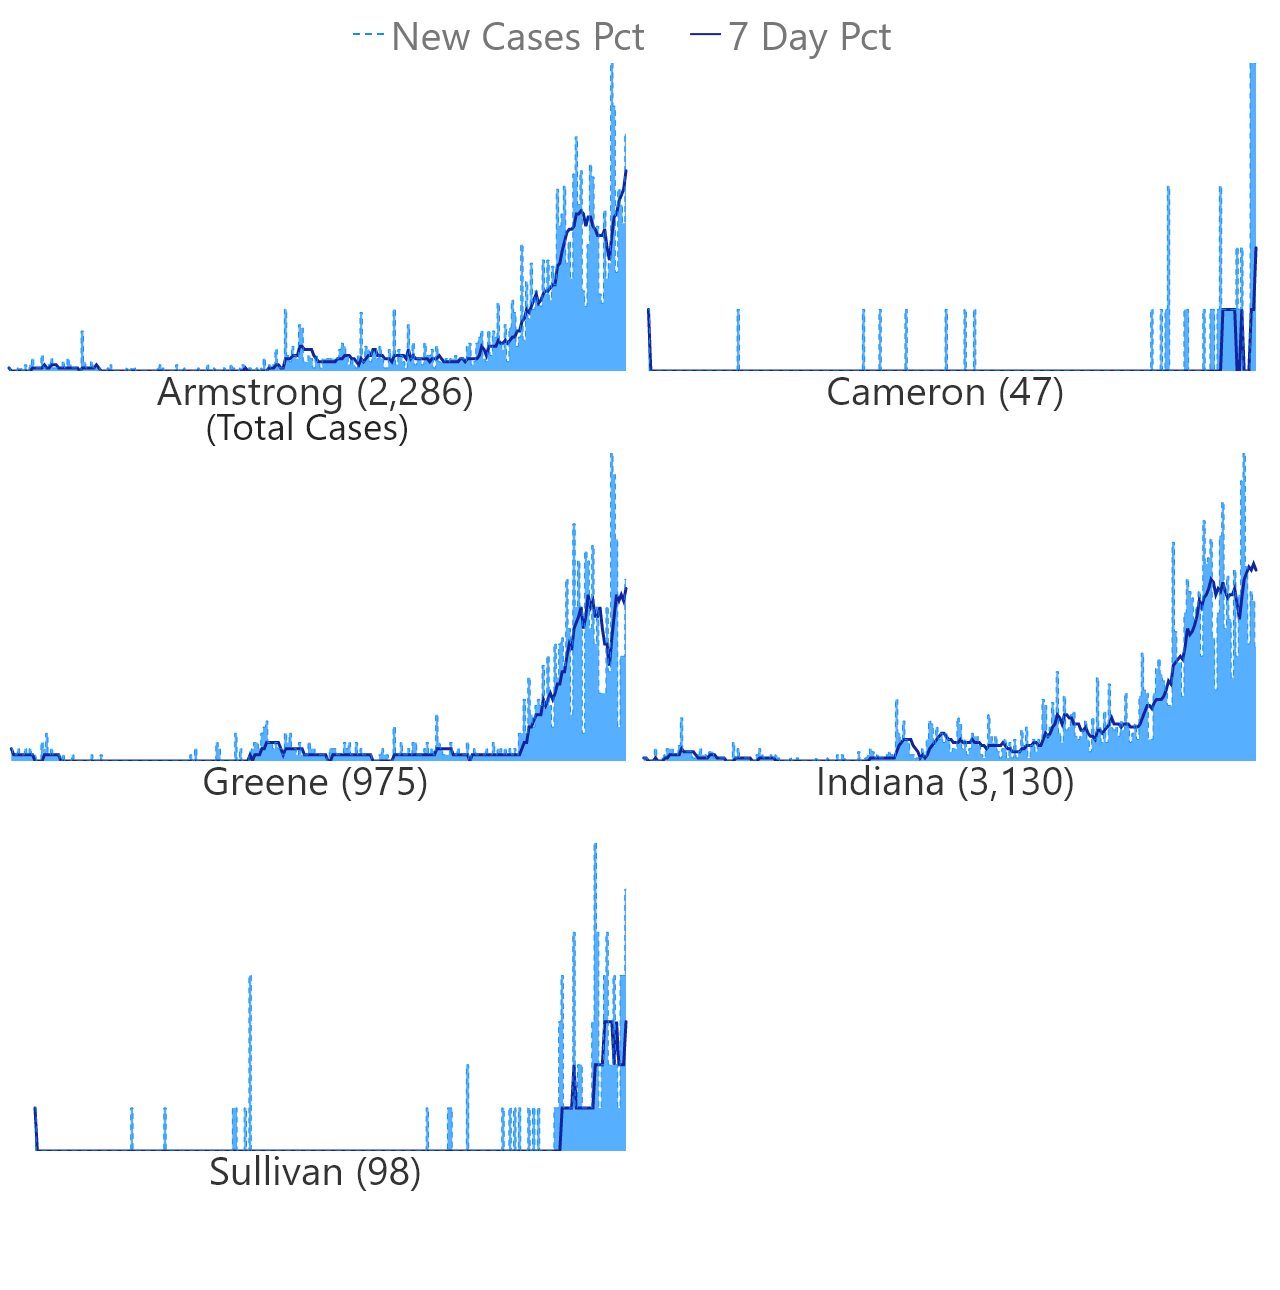 New Cases Pct 7 Day Pct
Armstrong (2,286)
(Total Cases)
Cameron (47)
Greene (975)
Indiana (3,130)
Sullivan (98)